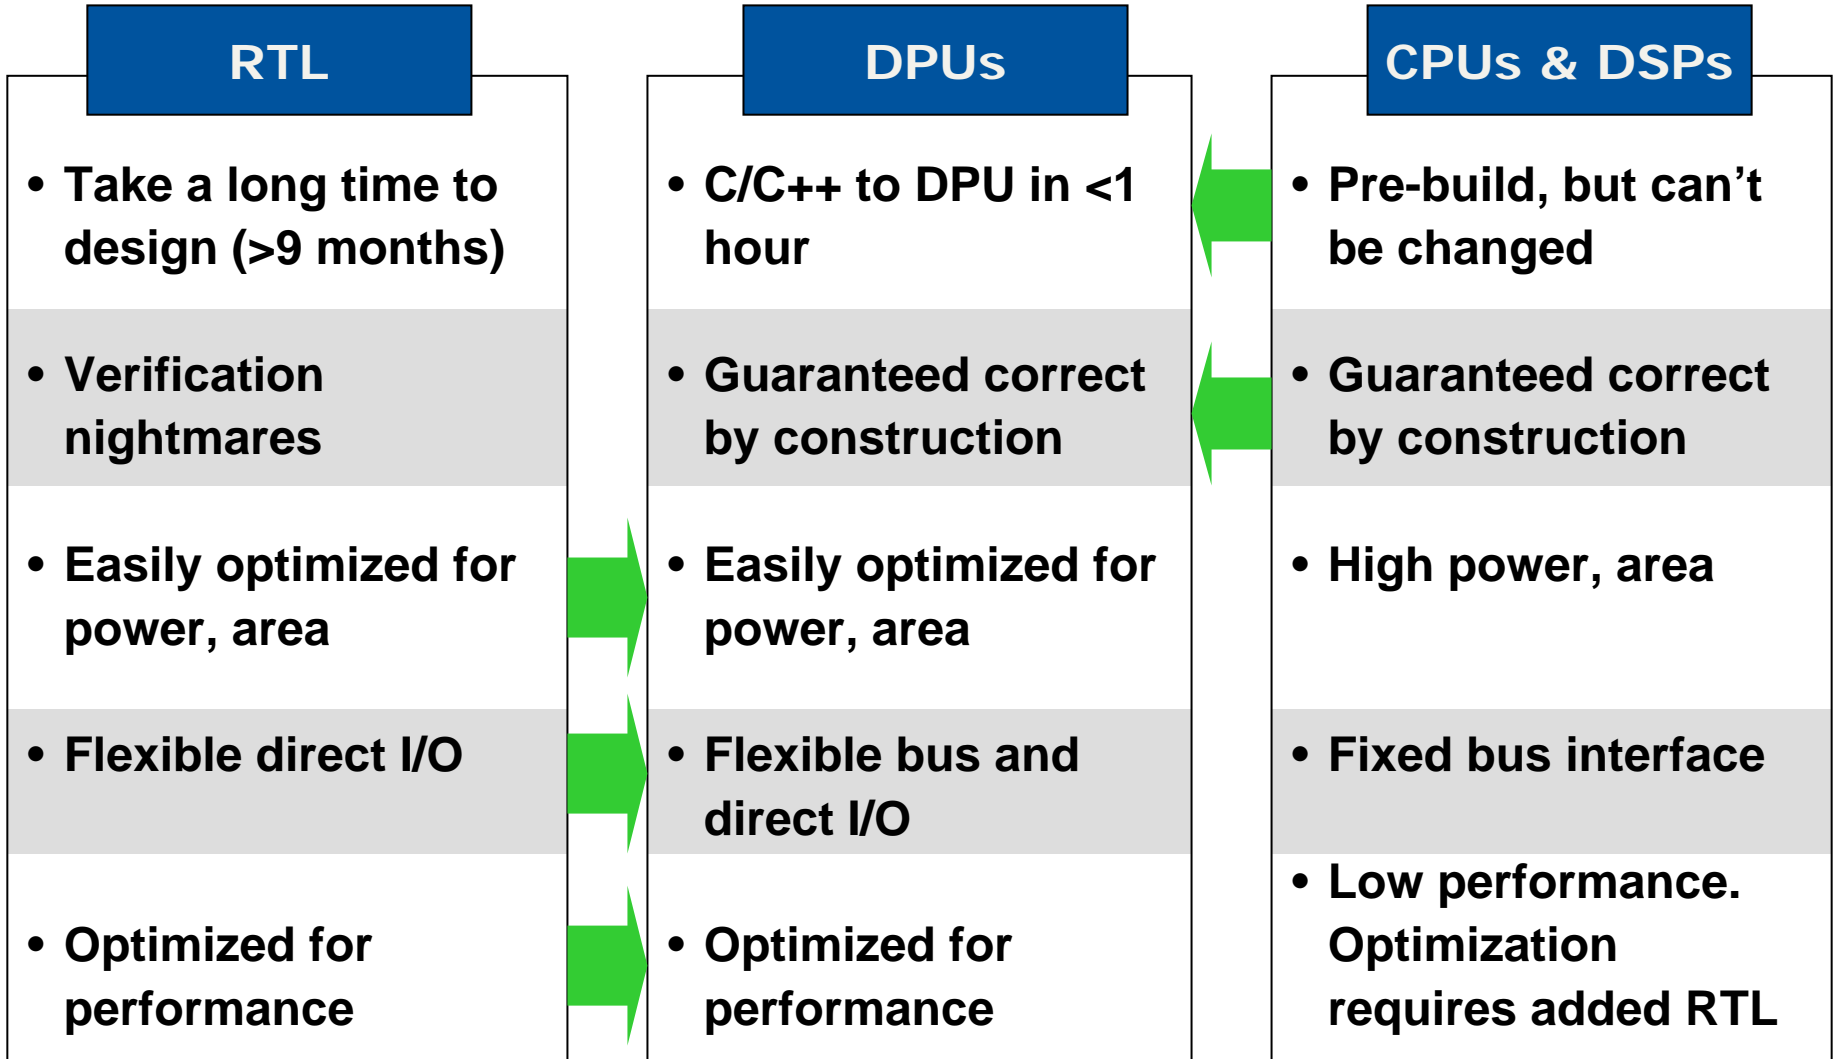 RTL
• Take a long time to
design (>9 months)
• Verification
nightmares
• Easily optimized for
power, area
• Flexible direct I/O
• Optimized for
performance
DPUs
• C/C++ to DPU in <1
hour
• Guaranteed correct
by construction
• Easily optimized for
power, area
• Flexible bus and
direct I/O
• Optimized for
performance
CPUs & DSPs
• Pre-build, but can’t
be changed
• Guaranteed correct
by construction
• High power, area
• Fixed bus interface
• Low performance.
Optimization
requires added RTL